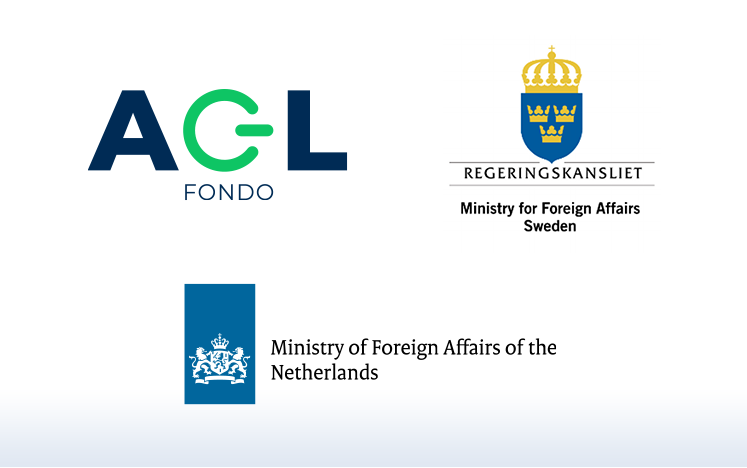 AGL
FONDO
REGERINGSKANSLIET
Ministry for Foreign Affairs
Sweden
Ministry of Foreign Affairs of the
Netherlands